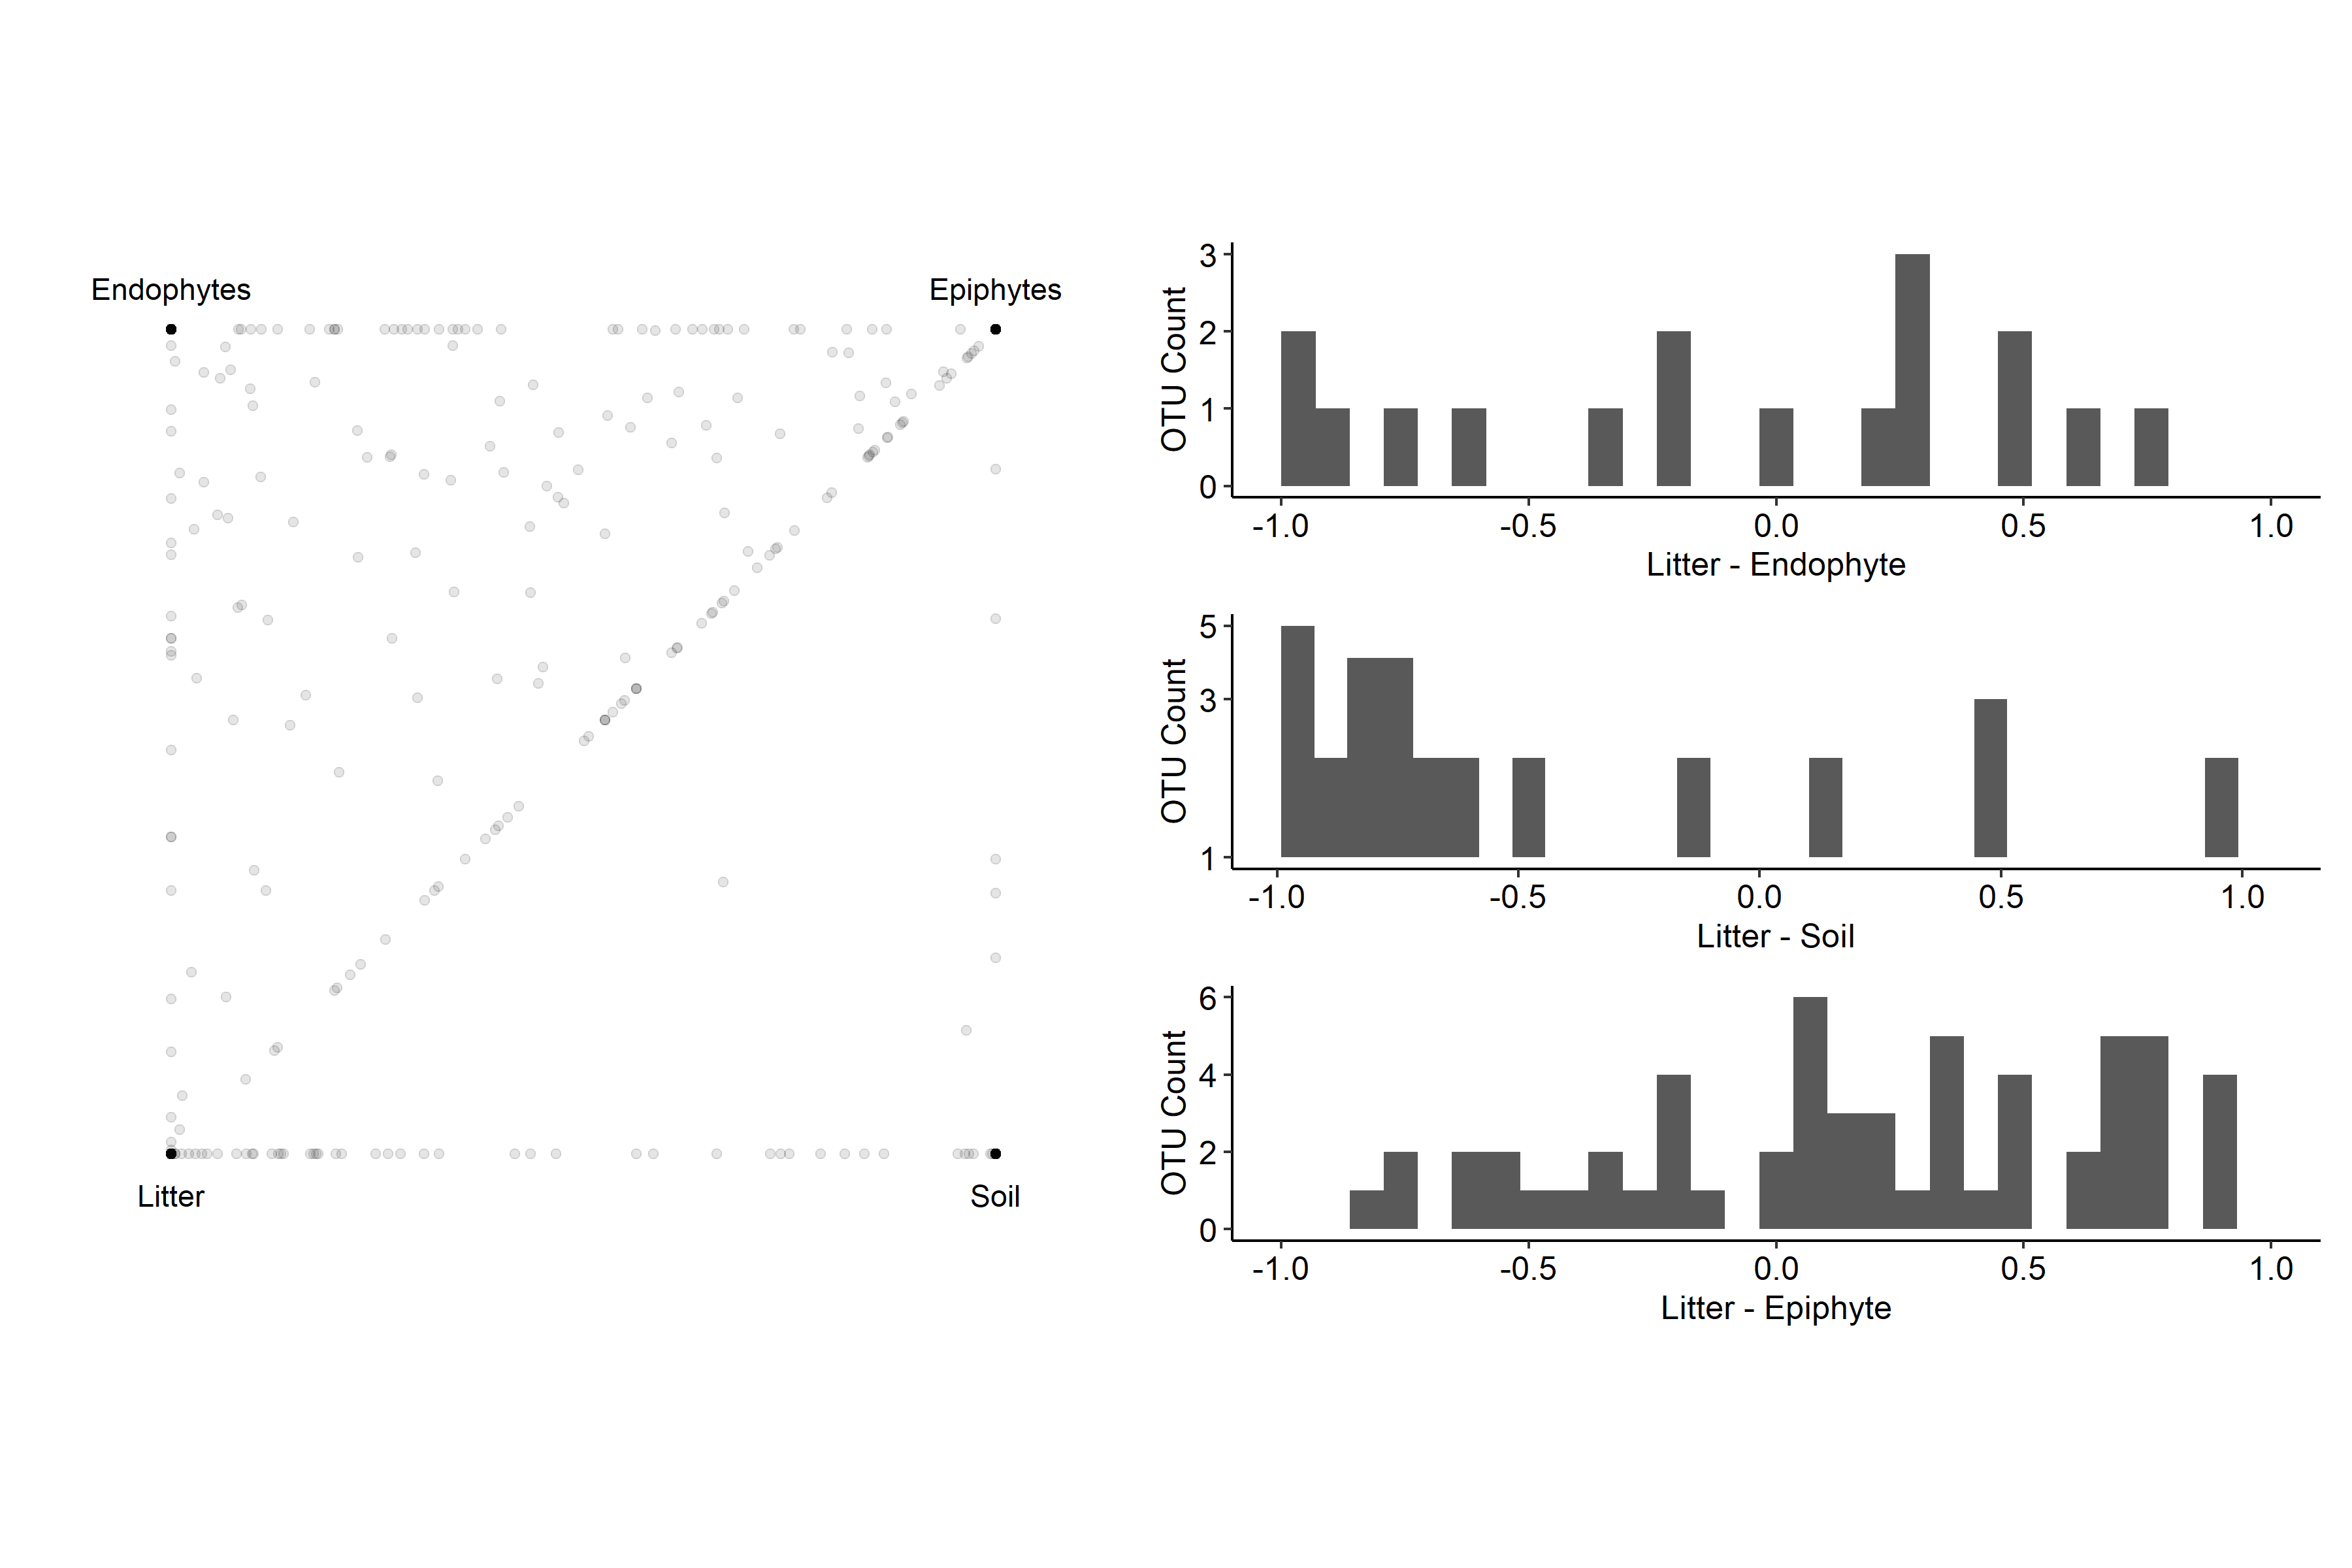 Endophytes
Epiphytes
Litter
Soil
OTU Count
3
2
1
0
-1.0 -0.5 0.0 0.5 1.0
Litter - Endophyte
OTU Count
5
3
1
-1.0 -0.5 0.0 0.5 1.0
Litter - Soil
OTU Count
6
4
2
0
-1.0 -0.5 0.0 0.5 1.0
Litter - Epiphyte